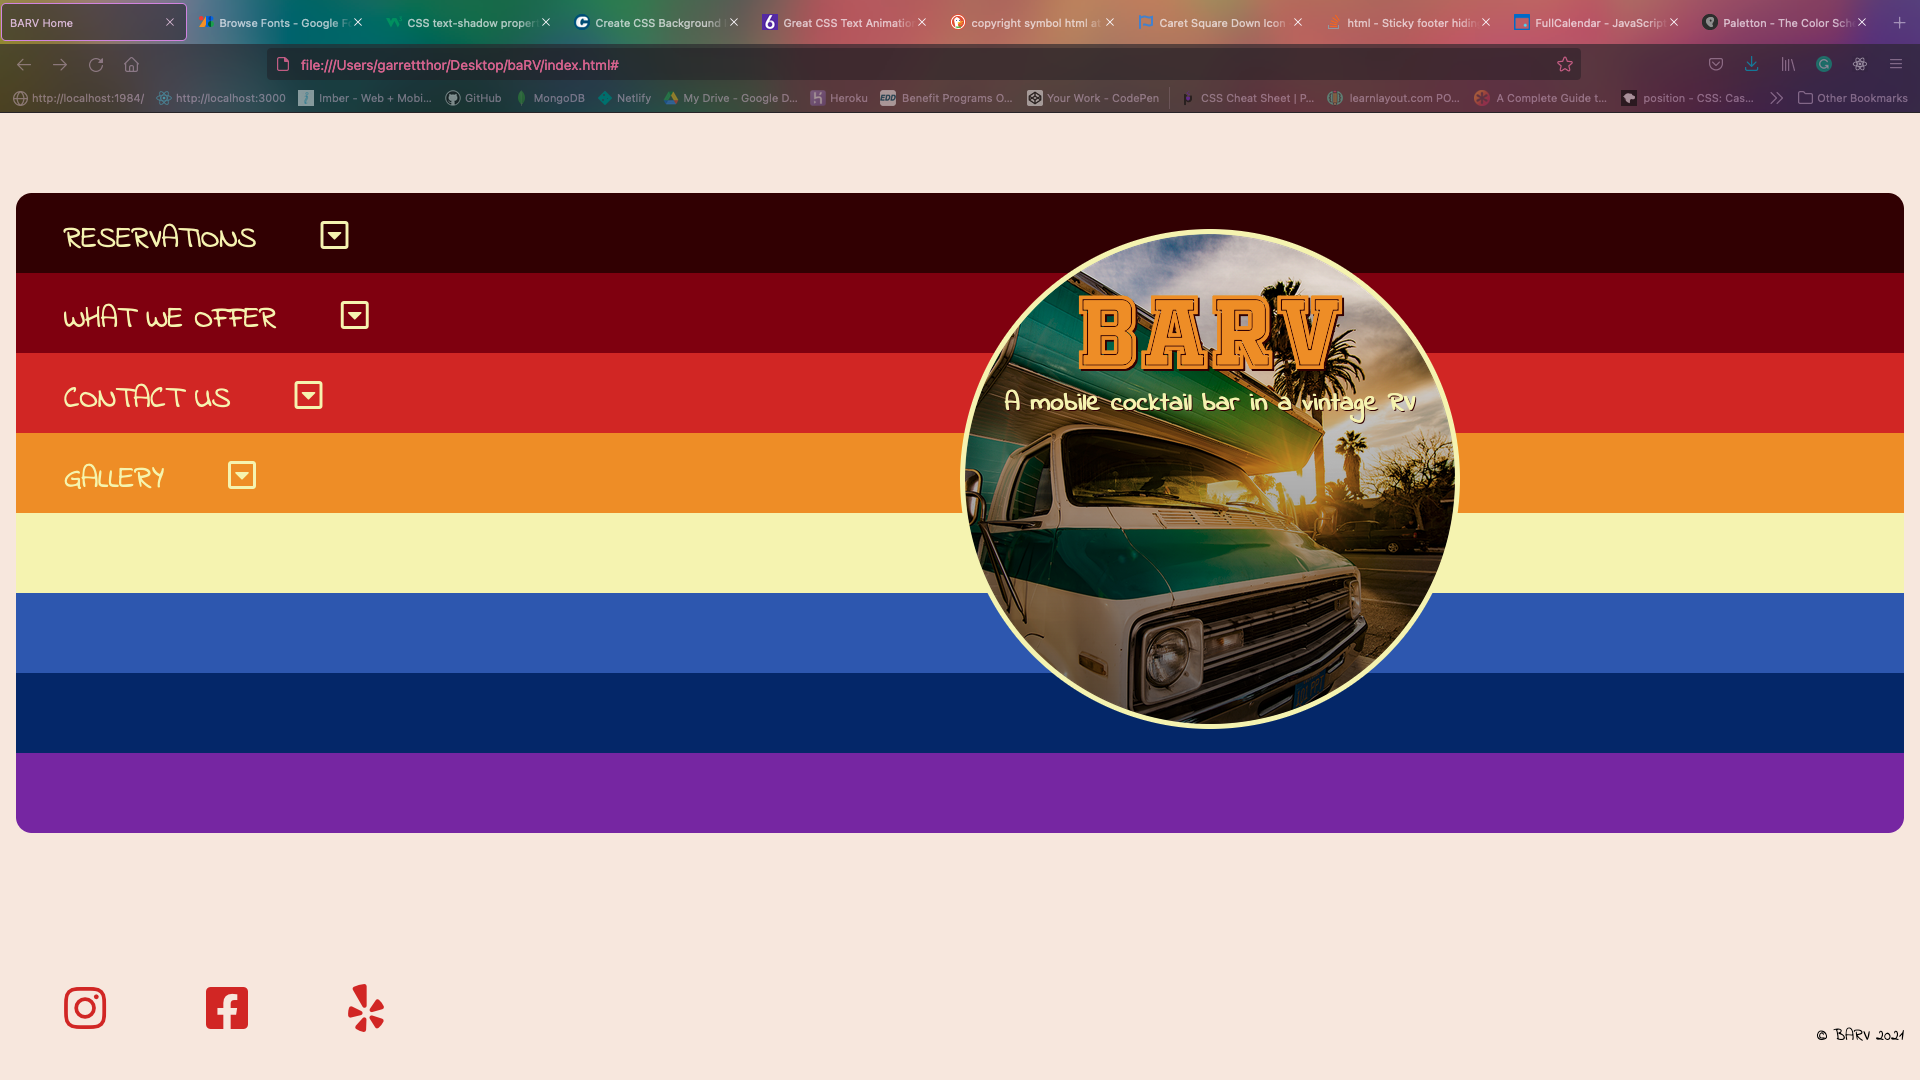 BARV Home
Browse Fonts - Google F
CSS text-shadow proper
Create CSS Background
Great CSS Text Animatio
copyright symbol html at
Caret Square Down Icon
html - Sticky footer hidin
FullCalendar - JavaScrip
Paletton - The Color Sch
file:///Users/garrettthor/Desktop/baRV/index.html#
http://localhost:1984/
http://localhost:3000
Imber - Web + Mobi...
GitHub
MongoDB
Netlify
My Drive - Google D...
Heroku
EDD Benefit Programs O...
Your Work - CodePen
CSS Cheat Sheet | P...
learnlayout.com PO...
A Complete Guide t...
position - CSS: Cas...
Other Bookmarks
RESERVATIONS
WHAT WE OFFER
CONTACT US
GALLERY
BARV
A mobile cocktail bar in a vintage RV
© BARV 2021